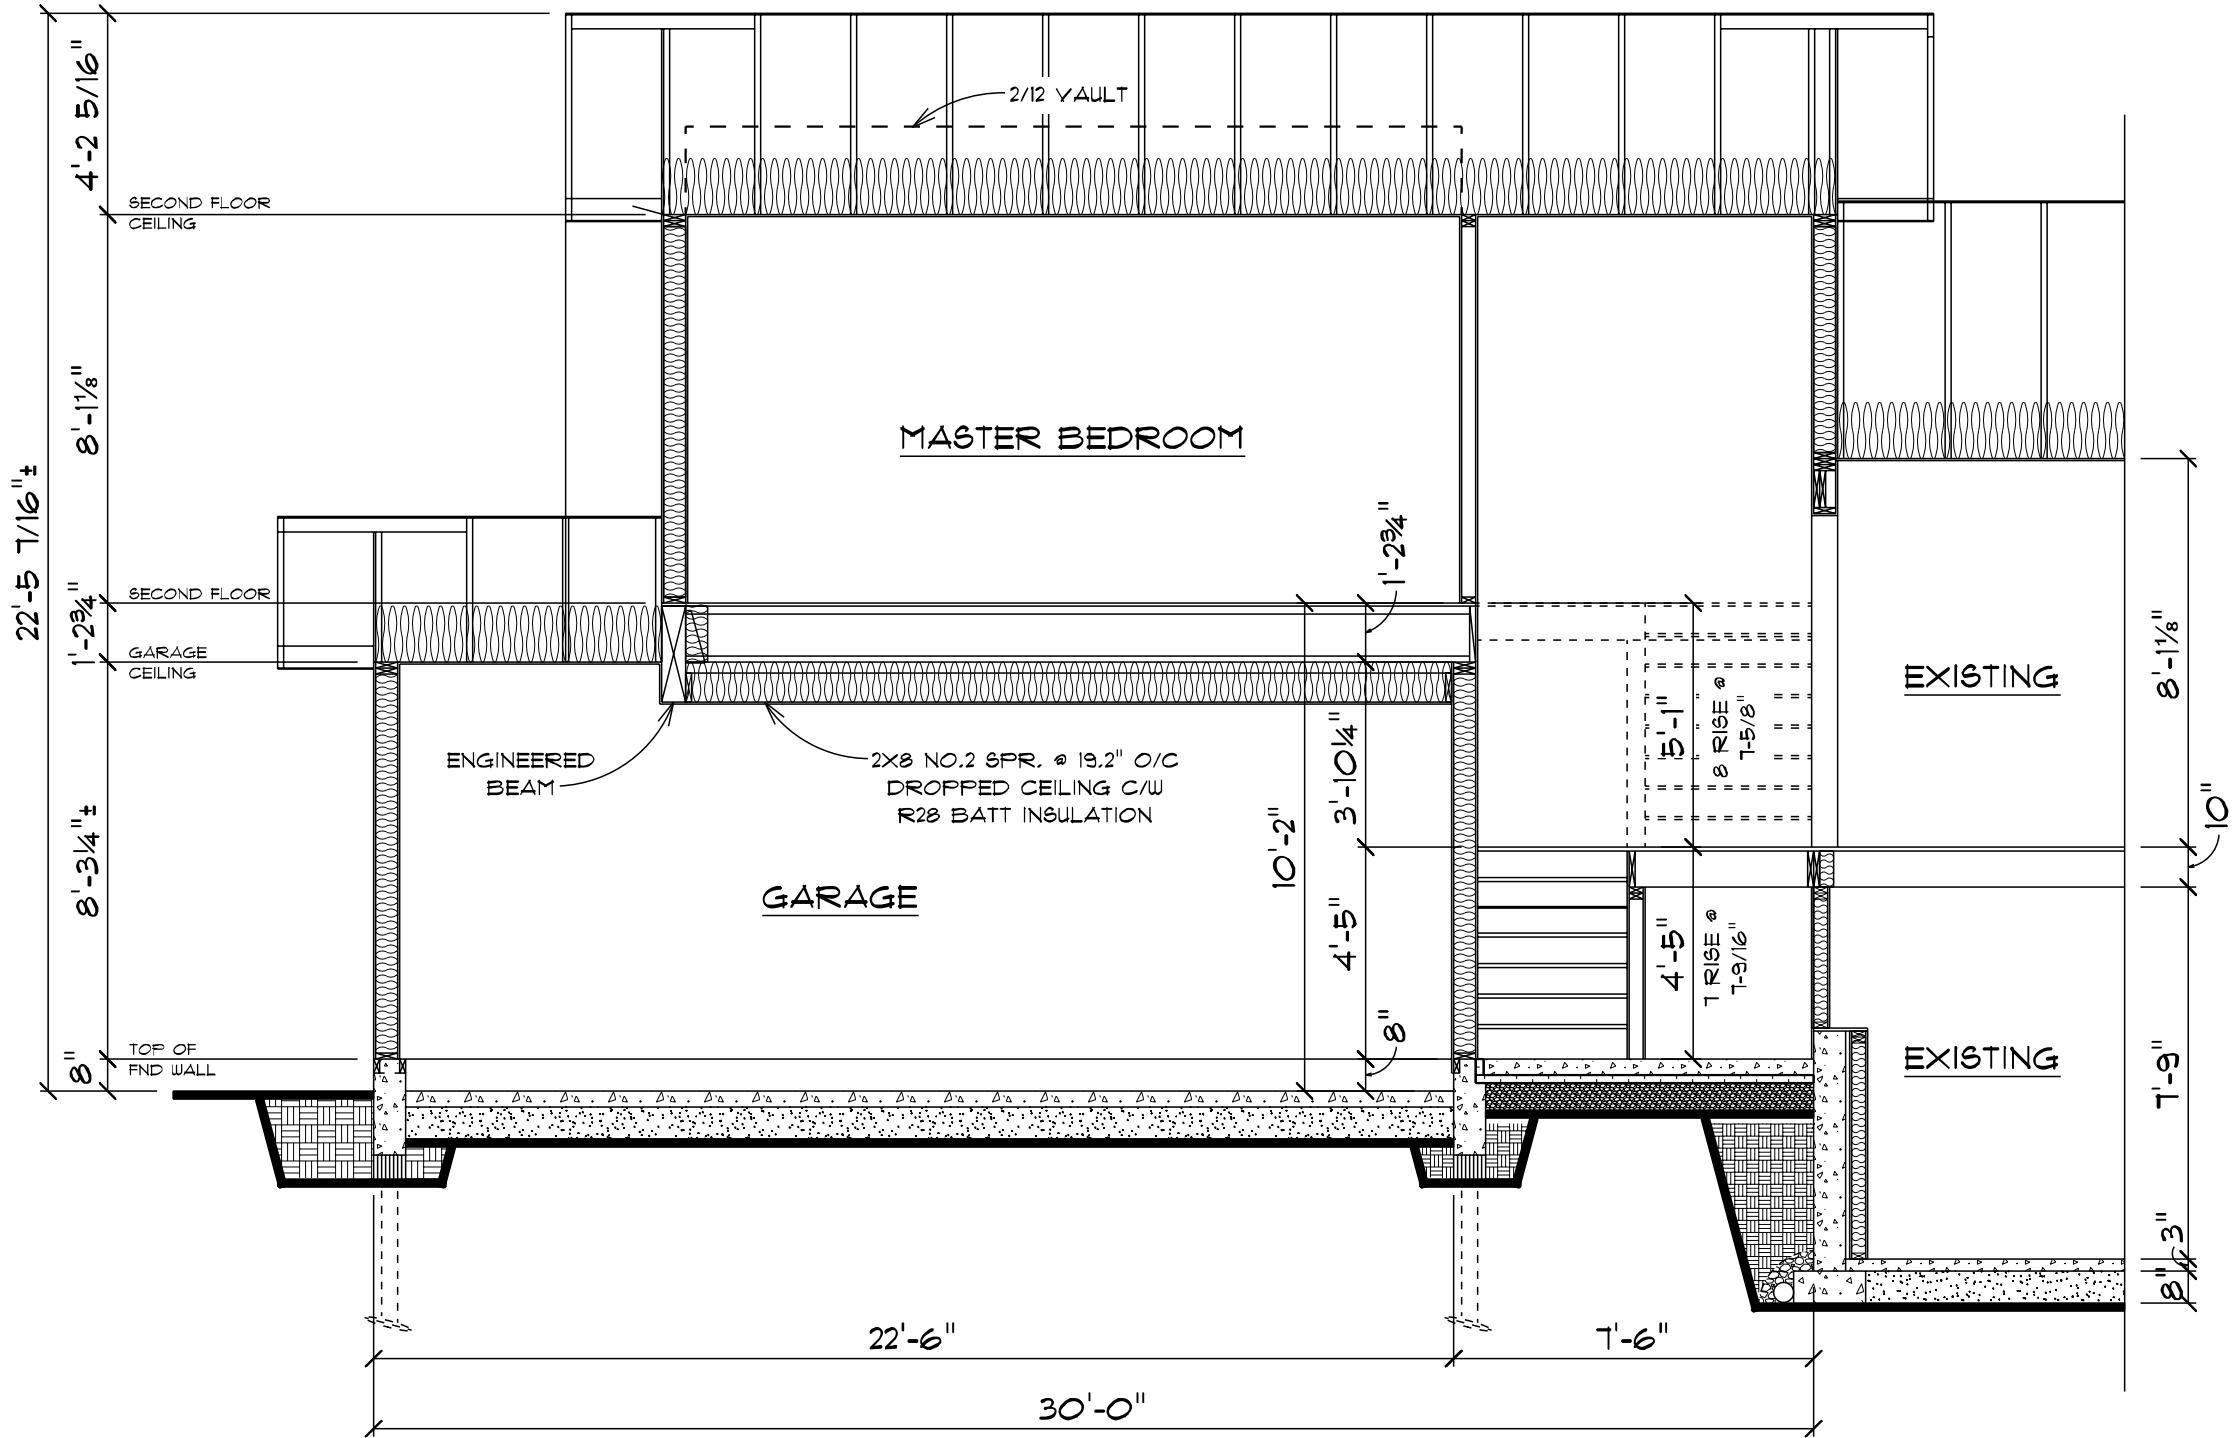 4'-2 5/16"
2/12 VAULT
SECOND FLOOR
CEILING
8'-1⅛"
MASTER BEDROOM
22'-5 7/16"±
1'-2¾"
SECOND FLOOR
1'-2¾"
GARAGE
CEILING
EXISTING
8'-1⅛"
5'-1"
8 RISE @
7-5/8"
ENGINEERED
BEAM
2X8 NO.2 SPR. @ 19.2" O/C
DROPPED CEILING C/W
R28 BATT INSULATION
3'-10¼"
10"
8'-3¼"±
10'-2"
GARAGE
4'-5"
4'-5"
7 RISE @
7-9/16"
8"
TOP OF
FND WALL
8"
EXISTING
7'-9"
3"
8"
22'-6"
7'-6"
30'-0"